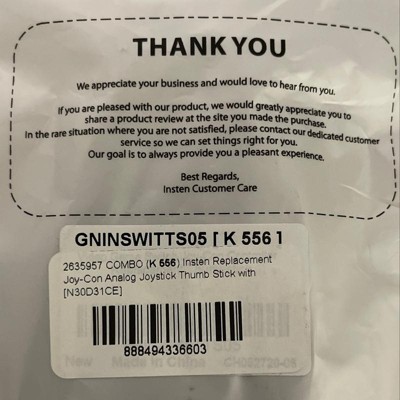 THANK YOU
We appreciate your business and would love to hear from you.
If you are pleased with our product, we would greatly appreciate you to
share a product review at the site you made the purchase.
In the rare situation where you are not satisfied, please contact our dedicated customer
service so we can set things right for you.
Our goal is to always provide you a pleasant experience.
Best Regards,
Insten Customer Care
GNINSWITTS05 [ K 556 ]
2635957 COMBO (K 556) Insten Replacement
Joy-Con Analog Joystick Thumb Stick with
[N30D31CE]
888494336603
New Made in China